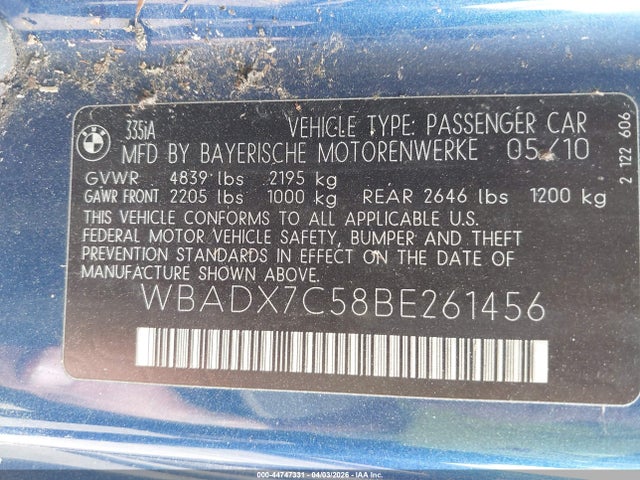 BMW
335iA VEHICLE TYPE: PASSENGER CAR
MFD BY BAYERISCHE MOTORENWERKE 05/10
GVWR 4839 lbs 2195 kg
GAWR FRONT 2205 lbs 1000 kg REAR 2646 lbs 1200 kg
THIS VEHICLE CONFORMS TO ALL APPLICABLE U.S.
FEDERAL MOTOR VEHICLE SAFETY, BUMPER AND THEFT
PREVENTION STANDARDS IN EFFECT ON THE DATE OF
MANUFACTURE SHOWN ABOVE.
WBADX7C58BE261456
2 122 606
000-44747331 - 04/03/2026 - IAAI, Inc.